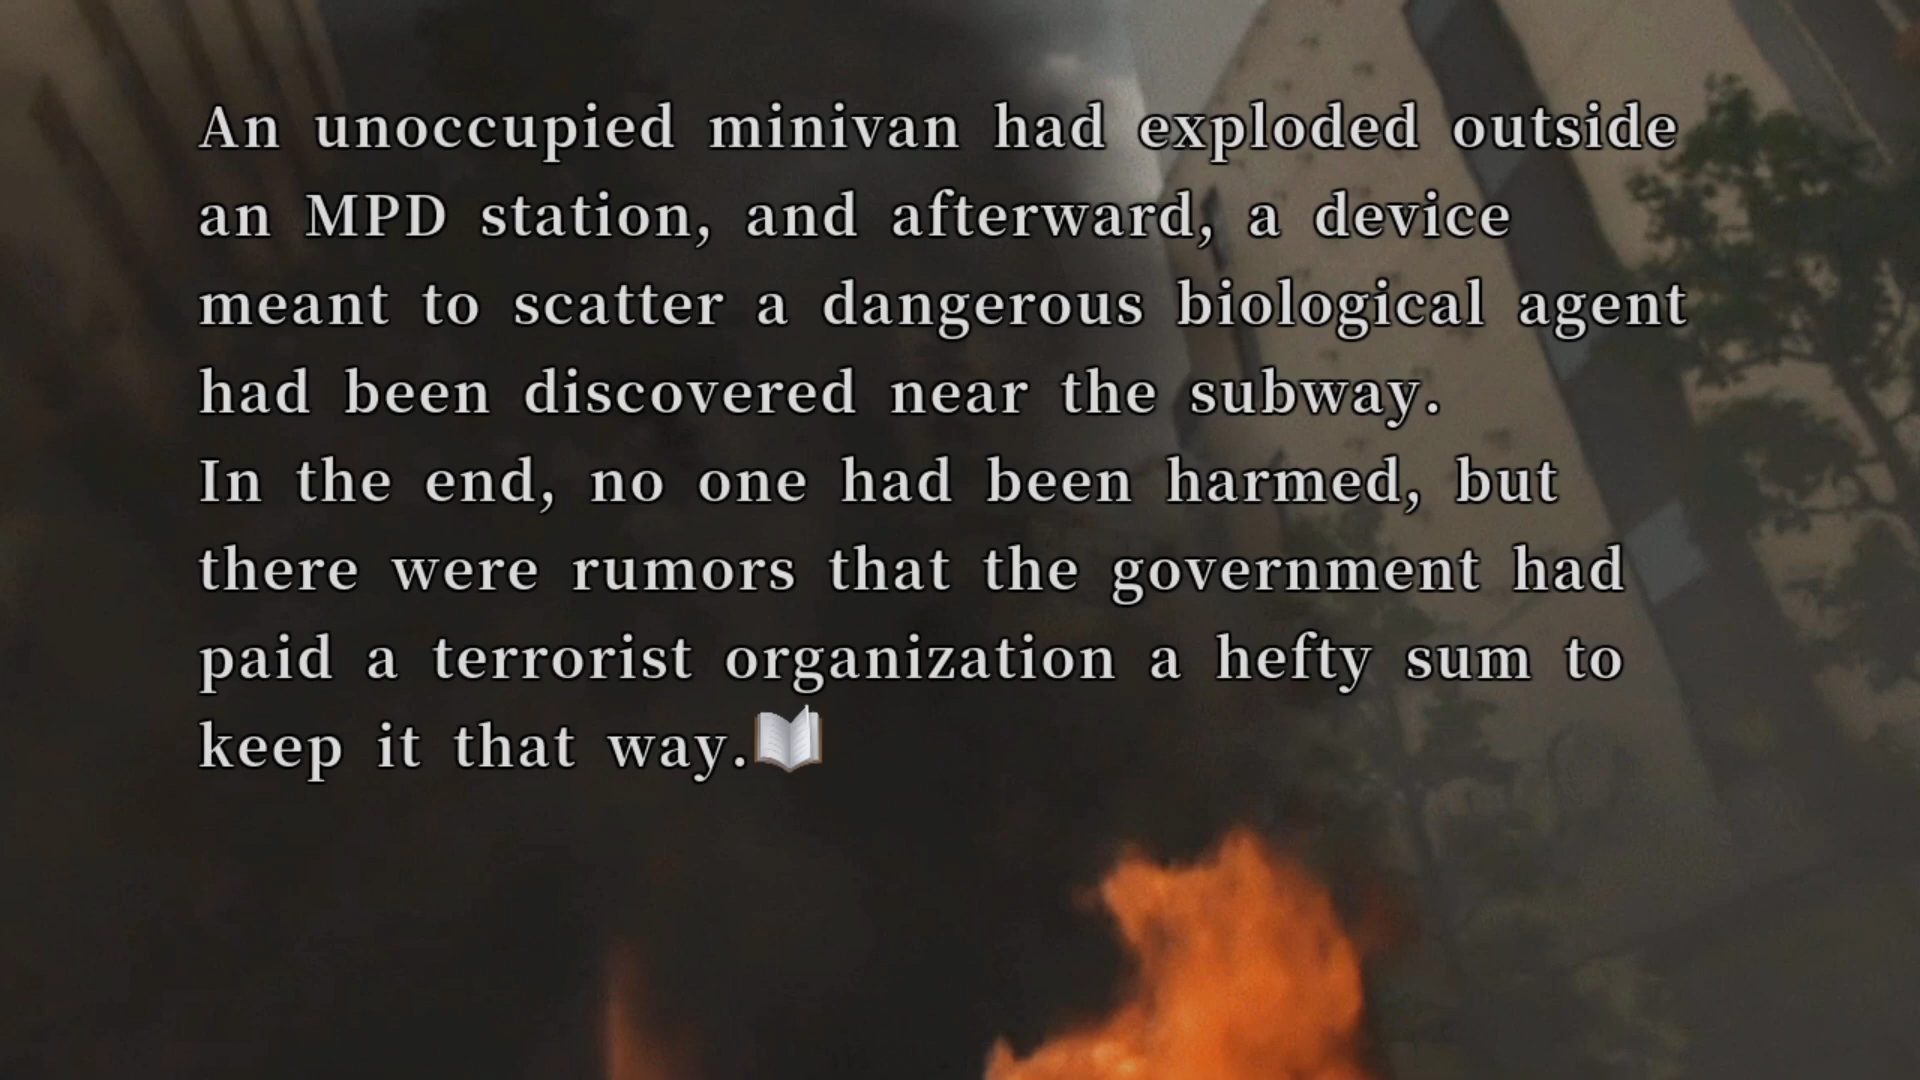 An unoccupied minivan had exploded outside
an MPD station, and afterward, a device
meant to scatter a dangerous biological agent
had been discovered near the subway.
In the end, no one had been harmed, but
there were rumors that the government had
paid a terrorist organization a hefty sum to
keep it that way.